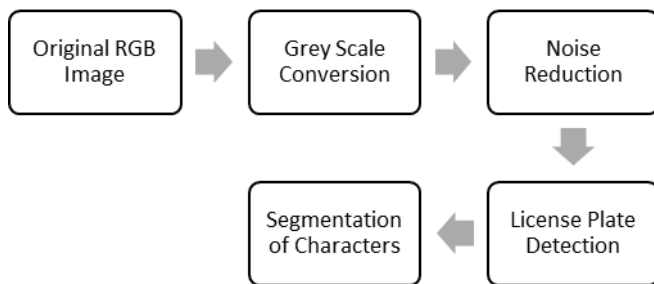 Original RGB
Image
Grey Scale
Conversion
Noise
Reduction
License Plate
Detection
Segmentation
of Characters